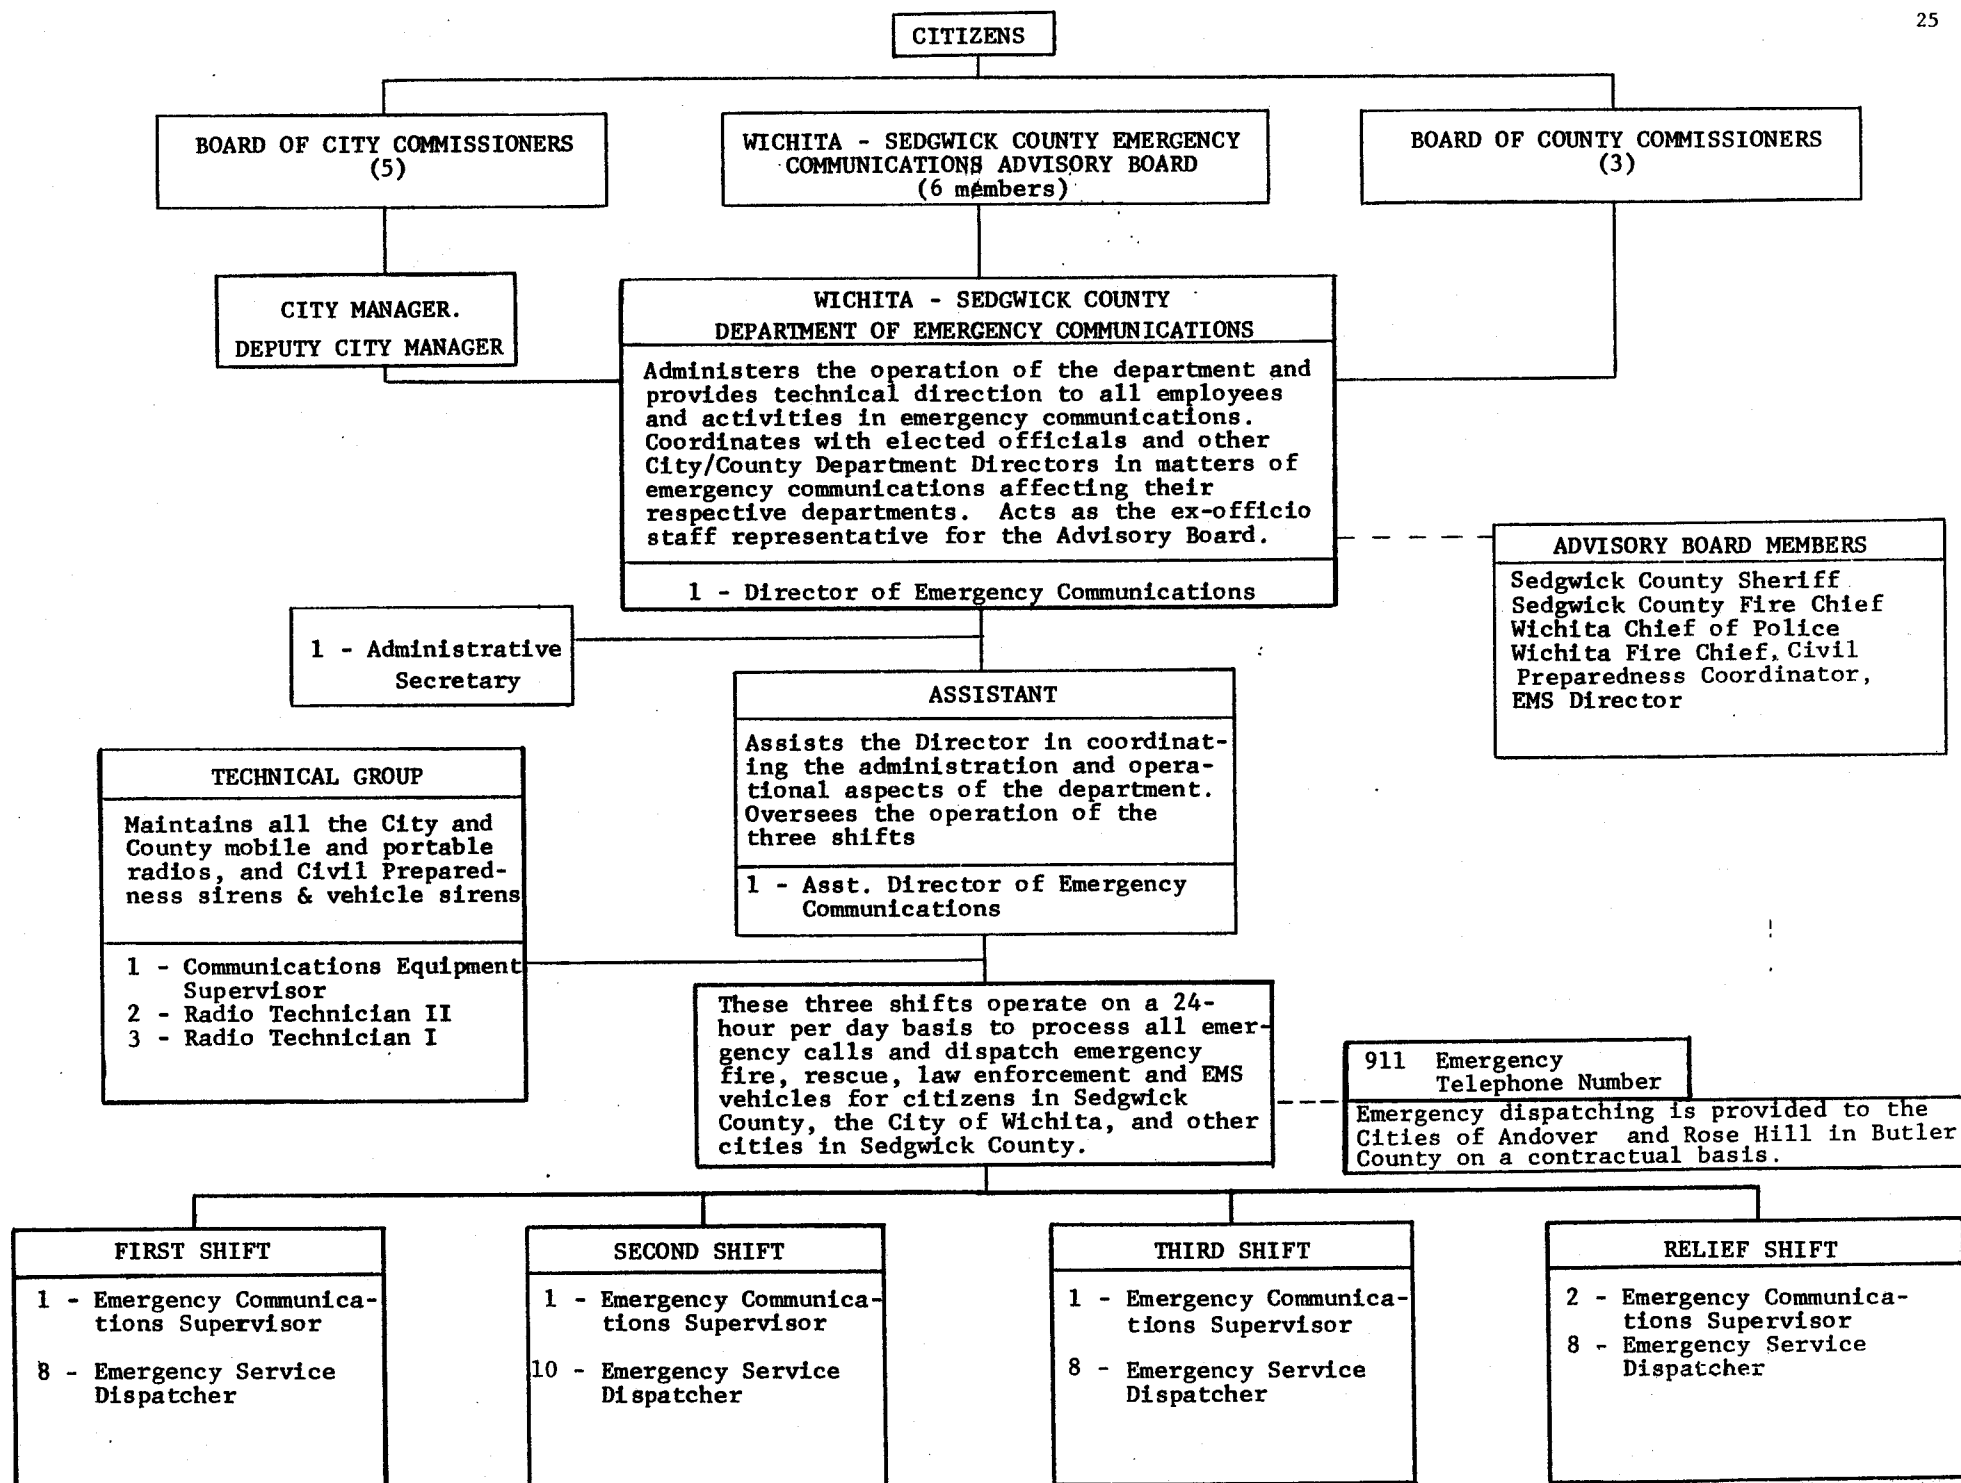 25
CITIZENS
BOARD OF CITY COMMISSIONERS
(5)
WICHITA - SEDGWICK COUNTY EMERGENCY
COMMUNICATIONS ADVISORY BOARD
(6 members)
BOARD OF COUNTY COMMISSIONERS
(3)
CITY MANAGER.
DEPUTY CITY MANAGER
WICHITA - SEDGWICK COUNTY
DEPARTMENT OF EMERGENCY COMMUNICATIONS
Administers the operation of the department and
provides technical direction to all employees
and activities in emergency communications.
Coordinates with elected officials and other
City/County Department Directors in matters of
emergency communications affecting their
respective departments.  Acts as the ex-officio
staff representative for the Advisory Board.
1 - Director of Emergency Communications
ADVISORY BOARD MEMBERS
Sedgwick County Sheriff
Sedgwick County Fire Chief
Wichita Chief of Police
Wichita Fire Chief, Civil
Preparedness Coordinator,
EMS Director
1 - Administrative
Secretary
ASSISTANT
Assists the Director in coordinat-
ing the administration and opera-
tional aspects of the department.
Oversees the operation of the
three shifts
1 - Asst. Director of Emergency
Communications
TECHNICAL GROUP
Maintains all the City and
County mobile and portable
radios, and Civil Prepared-
ness sirens & vehicle sirens
1 - Communications Equipment
Supervisor
2 - Radio Technician II
3 - Radio Technician I
These three shifts operate on a 24-
hour per day basis to process all emer-
gency calls and dispatch emergency
fire, rescue, law enforcement and EMS
vehicles for citizens in Sedgwick
County, the City of Wichita, and other
cities in Sedgwick County.
911 Emergency
Telephone Number
Emergency dispatching is provided to the
Cities of Andover and Rose Hill in Butler
County on a contractual basis.
FIRST SHIFT
1 - Emergency Communica-
tions Supervisor
8 - Emergency Service
Dispatcher
SECOND SHIFT
1 - Emergency Communica-
tions Supervisor
10 - Emergency Service
Dispatcher
THIRD SHIFT
1 - Emergency Communica-
tions Supervisor
8 - Emergency Service
Dispatcher
RELIEF SHIFT
2 - Emergency Communica-
tions Supervisor
8 - Emergency Service
Dispatcher